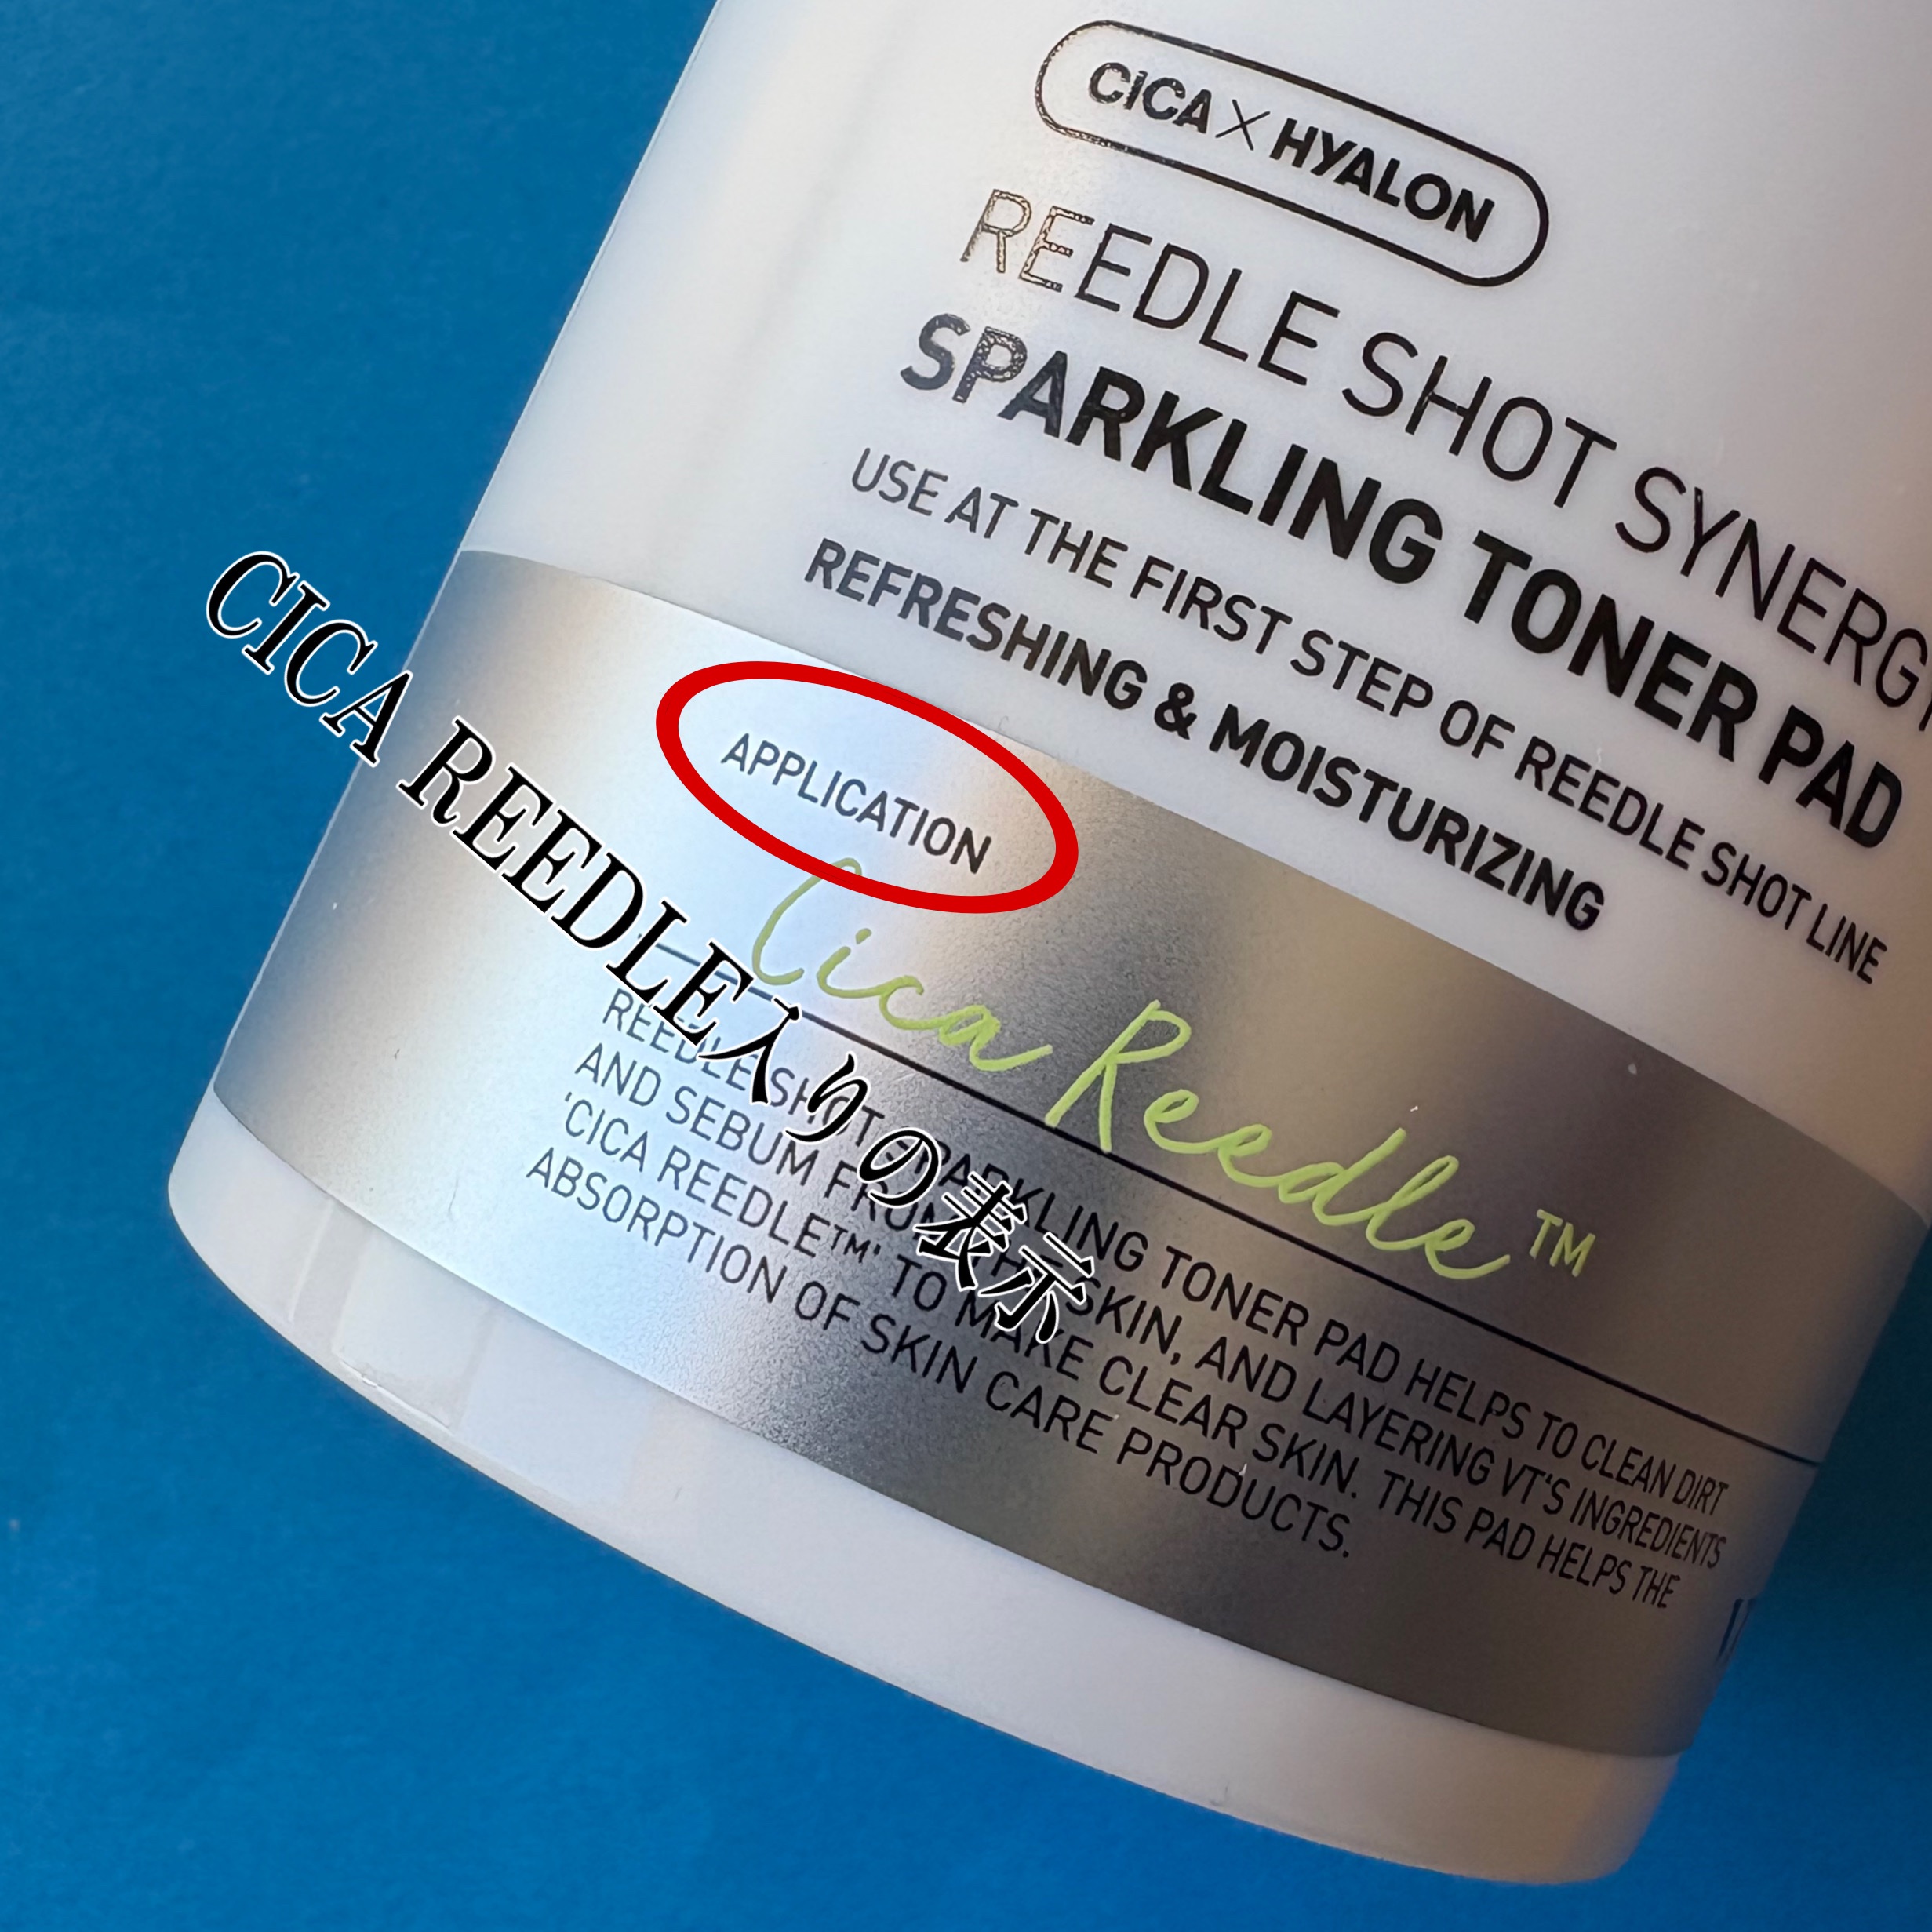 CICA×HYALON
REEDLE SHOT SYNERGY
SPARKLING TONER PAD
USE AT THE FIRST STEP OF REEDLE SHOT LINE
REFRESHING & MOISTURIZING
APPLICATION
Cica Reedle™
CICA REEDLE入りの表示
REEDLE SHOT SPARKLING TONER PAD HELPS TO CLEAN DIRT
AND SEBUM FROM THE SKIN, AND LAYERING VT'S INGREDIENTS
'CICA REEDLE™' TO MAKE CLEAR SKIN. THIS PAD HELPS THE
ABSORPTION OF SKIN CARE PRODUCTS.